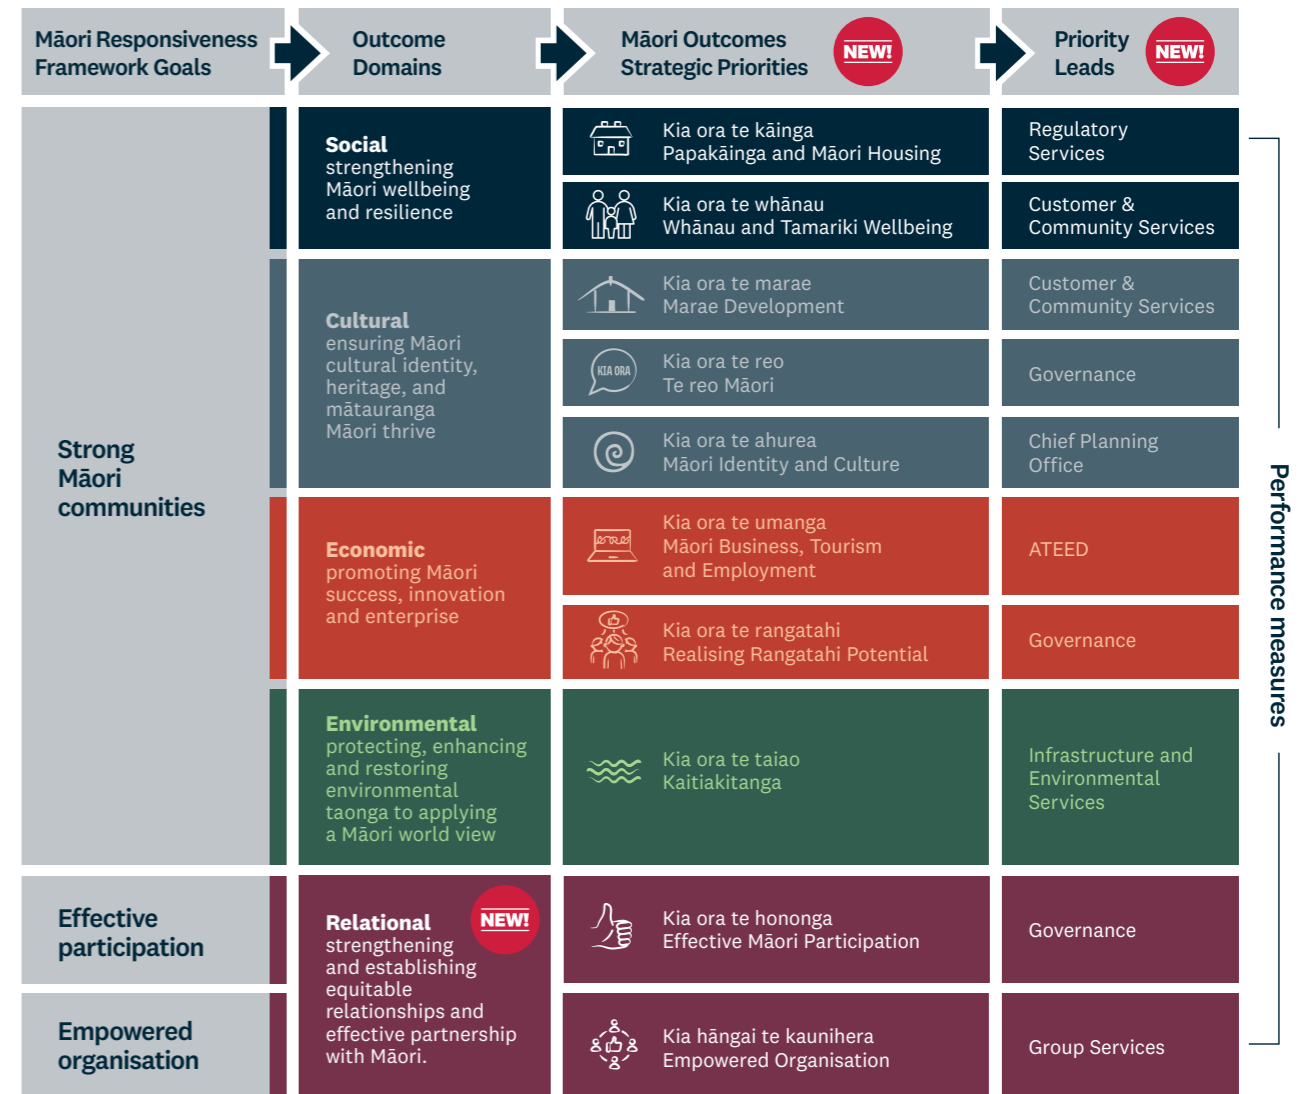 Māori Responsiveness
Framework Goals
Outcome
Domains
Māori Outcomes
Strategic Priorities
NEW!
Priority
Leads
NEW!
Strong
Māori
communities
Social
strengthening
Māori wellbeing
and resilience
Kia ora te kāinga
Papakāinga and Māori Housing
Regulatory
Services
Kia ora te whānau
Whānau and Tamariki Wellbeing
Customer &
Community Services
Cultural
ensuring Māori
cultural identity,
heritage, and
mātauranga
Māori thrive
Kia ora te marae
Marae Development
Customer &
Community Services
KIA ORA
Kia ora te reo
Te reo Māori
Governance
Kia ora te ahurea
Māori Identity and Culture
Chief Planning
Office
Economic
promoting Māori
success, innovation
and enterprise
Kia ora te umanga
Māori Business, Tourism
and Employment
ATEED
Kia ora te rangatahi
Realising Rangatahi Potential
Governance
Environmental
protecting, enhancing
and restoring
environmental
taonga to applying
a Māori world view
Kia ora te taiao
Kaitiakitanga
Infrastructure and
Environmental
Services
Effective
participation
Relational
NEW!
strengthening
and establishing
equitable
relationships and
effective partnership
with Māori.
Kia ora te hononga
Effective Māori Participation
Governance
Empowered
organisation
Kia hāngai te kaunihera
Empowered Organisation
Group Services
Performance measures